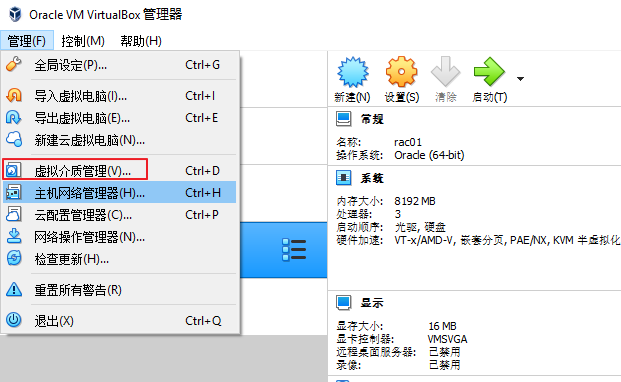 Oracle VM VirtualBox 管理器
管理(F) 控制(M) 帮助(H)
全局设定(P)... Ctrl+G
导入虚拟电脑(I)... Ctrl+I
导出虚拟电脑(E)... Ctrl+E
新建云虚拟电脑(N)...
虚拟介质管理(V)... Ctrl+D
主机网络管理器(H)... Ctrl+H
云配置管理器(C)... Ctrl+P
网络操作管理器(N)...
检查更新(H)...
重置所有警告(R)
退出(X) Ctrl+Q
新建(N) 设置(S) 清除 启动(T)
常规
名称: rac01
操作系统: Oracle (64-bit)
系统
内存大小: 8192 MB
处理器: 3
启动顺序: 光驱, 硬盘
硬件加速: VT-x/AMD-V, 嵌套分页, PAE/NX, KVM 半虚拟化
显示
显存大小: 16 MB
显卡控制器: VMSVGA
远程桌面服务器: 已禁用
录像: 已禁用